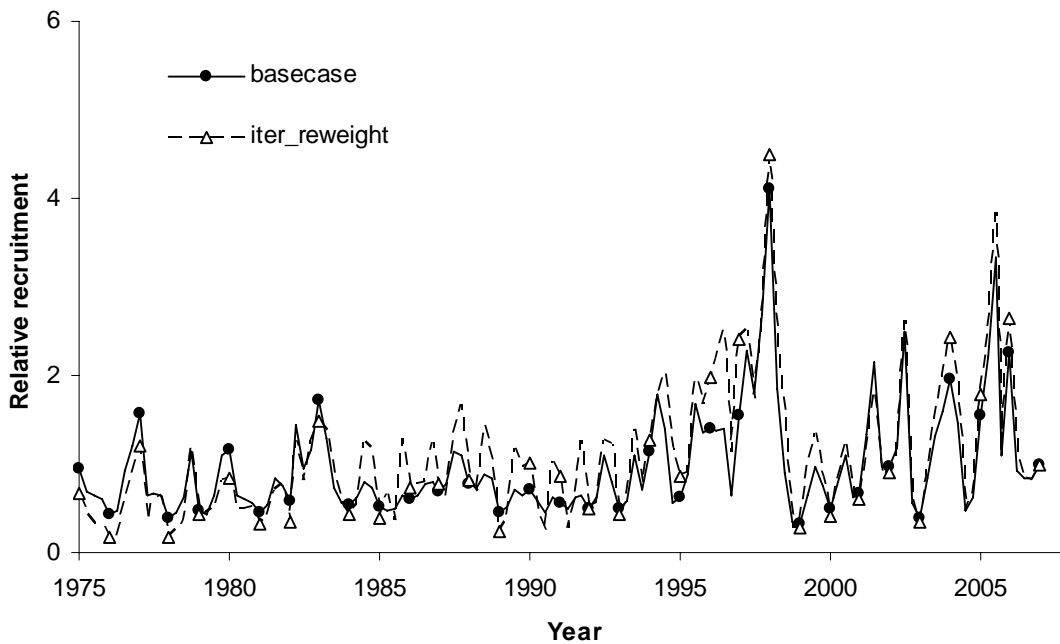 6
basecase
iter_reweight
4
Relative recruitment
2
0
1975 1980 1985 1990 1995 2000 2005
Year